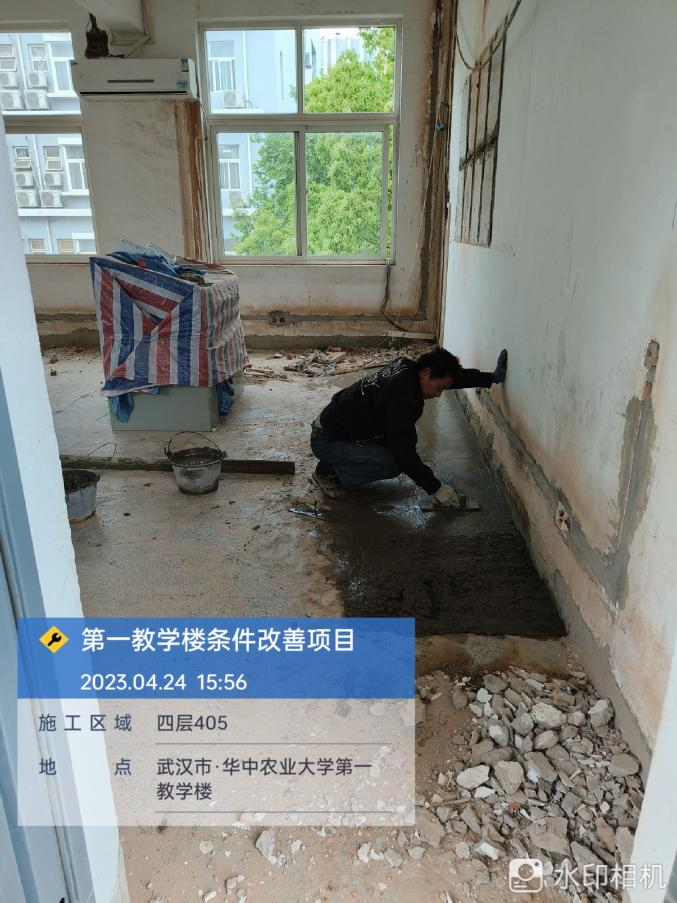 第一教学楼条件改善项目
2023.04.24 15:56
施工区域 四层405
地 点 武汉市·华中农业大学第一
教学楼
水印相机